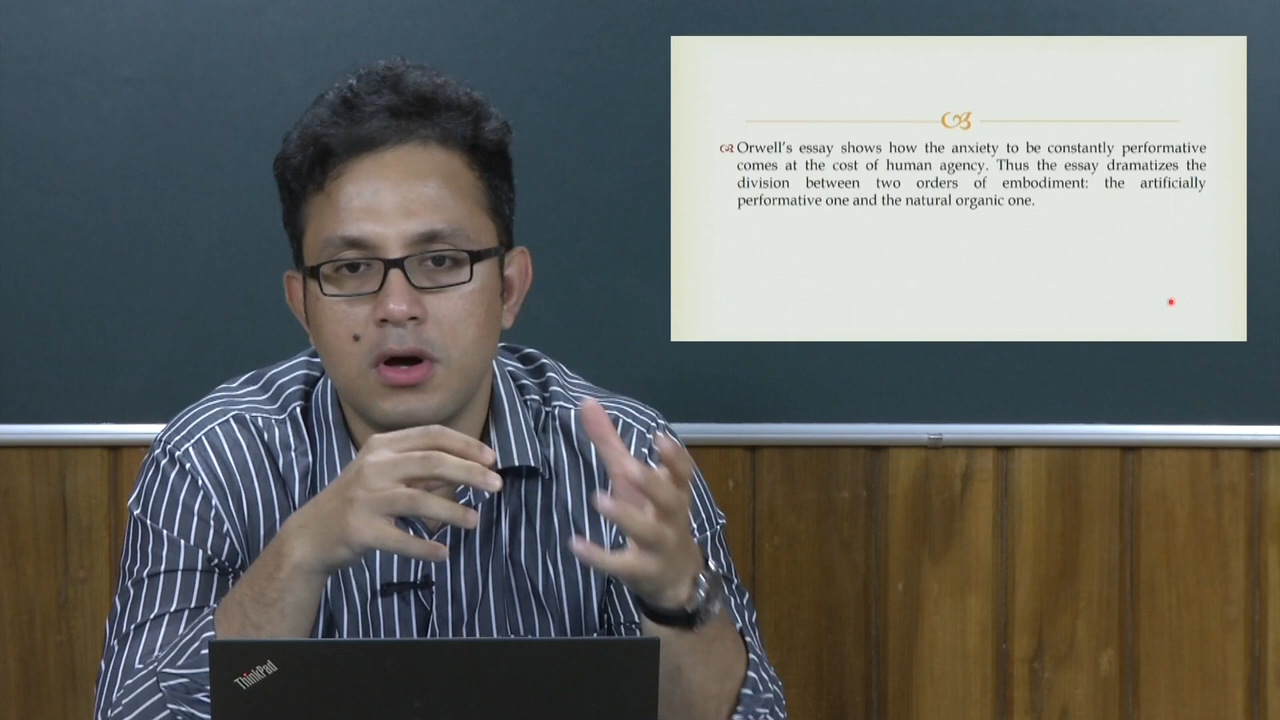 Orwell's essay shows how the anxiety to be constantly performative
comes at the cost of human agency. Thus the essay dramatizes the
division between two orders of embodiment: the artificially
performative one and the natural organic one.
ThinkPad